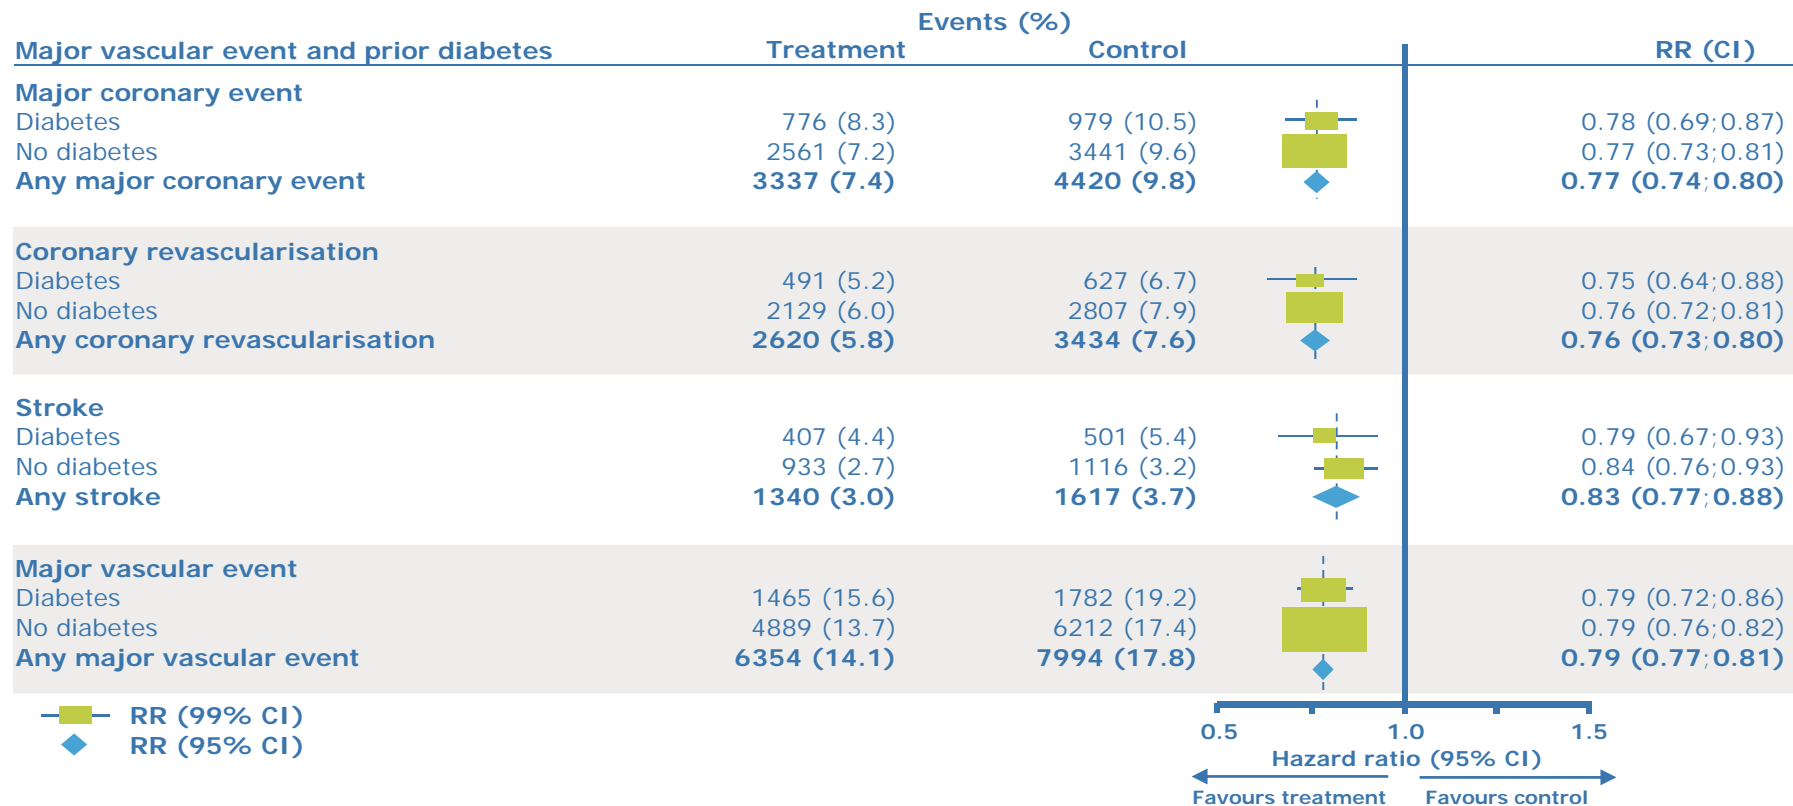 Events (%)
Major vascular event and prior diabetes Treatment Control RR (CI)
Major coronary event
Diabetes 776 (8.3) 979 (10.5) 0.78 (0.69;0.87)
No diabetes 2561 (7.2) 3441 (9.6) 0.77 (0.73;0.81)
Any major coronary event 3337 (7.4) 4420 (9.8) 0.77 (0.74;0.80)
Coronary revascularisation
Diabetes 491 (5.2) 627 (6.7) 0.75 (0.64;0.88)
No diabetes 2129 (6.0) 2807 (7.9) 0.76 (0.72;0.81)
Any coronary revascularisation 2620 (5.8) 3434 (7.6) 0.76 (0.73;0.80)
Stroke
Diabetes 407 (4.4) 501 (5.4) 0.79 (0.67;0.93)
No diabetes 933 (2.7) 1116 (3.2) 0.84 (0.76;0.93)
Any stroke 1340 (3.0) 1617 (3.7) 0.83 (0.77;0.88)
Major vascular event
Diabetes 1465 (15.6) 1782 (19.2) 0.79 (0.72;0.86)
No diabetes 4889 (13.7) 6212 (17.4) 0.79 (0.76;0.82)
Any major vascular event 6354 (14.1) 7994 (17.8) 0.79 (0.77;0.81)
RR (99% CI)
RR (95% CI)
0.5 1.0 1.5
Hazard ratio (95% CI)
Favours treatment Favours control